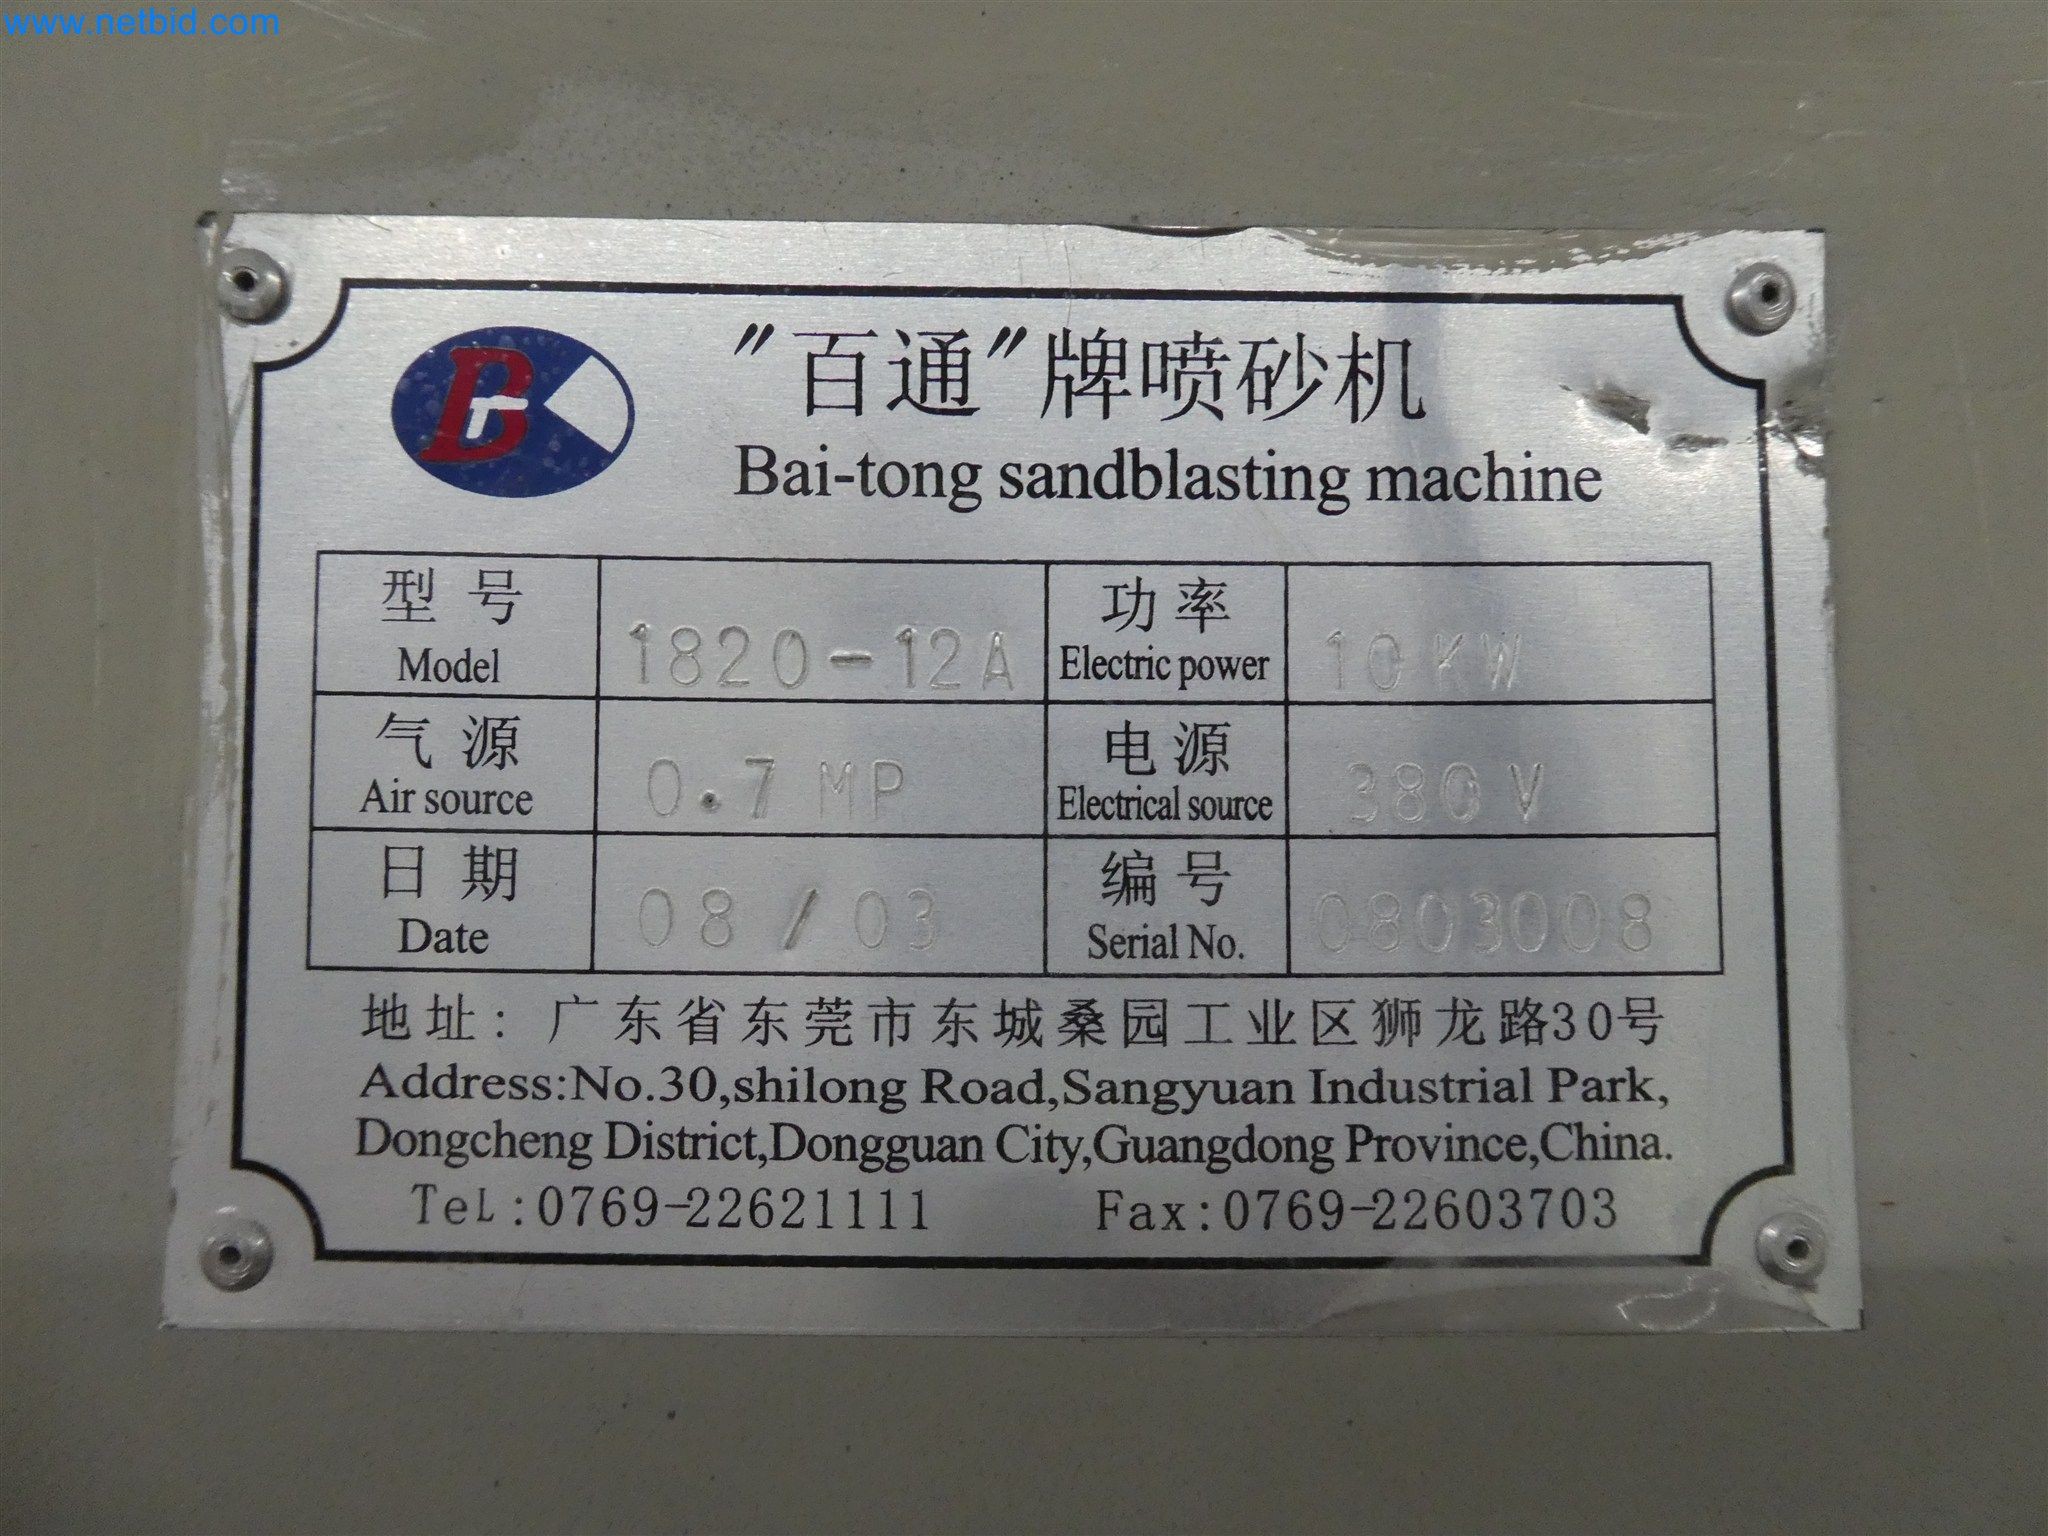 www.netbid.com
"百通"牌喷砂机
Bai-tong sandblasting machine
型号 1820-12A 功率 10KW
Model Electric power
气源 0.7MP 电源 380V
Air source Electrical source
日期 08/03 编号 0803008
Date Serial No.
地址: 广东省东莞市东城桑园工业区狮龙路30号
Address:No.30,shilong Road,Sangyuan Industrial Park,
Dongcheng District,Dongguan City,Guangdong Province,China.
TeL:0769-22621111 Fax:0769-22603703